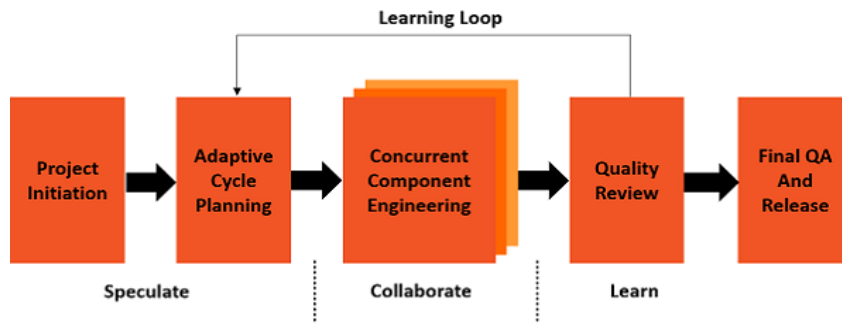 Learning Loop
Project
Initiation
Adaptive
Cycle
Planning
Concurrent
Component
Engineering
Quality
Review
Final QA
And
Release
Speculate
Collaborate
Learn